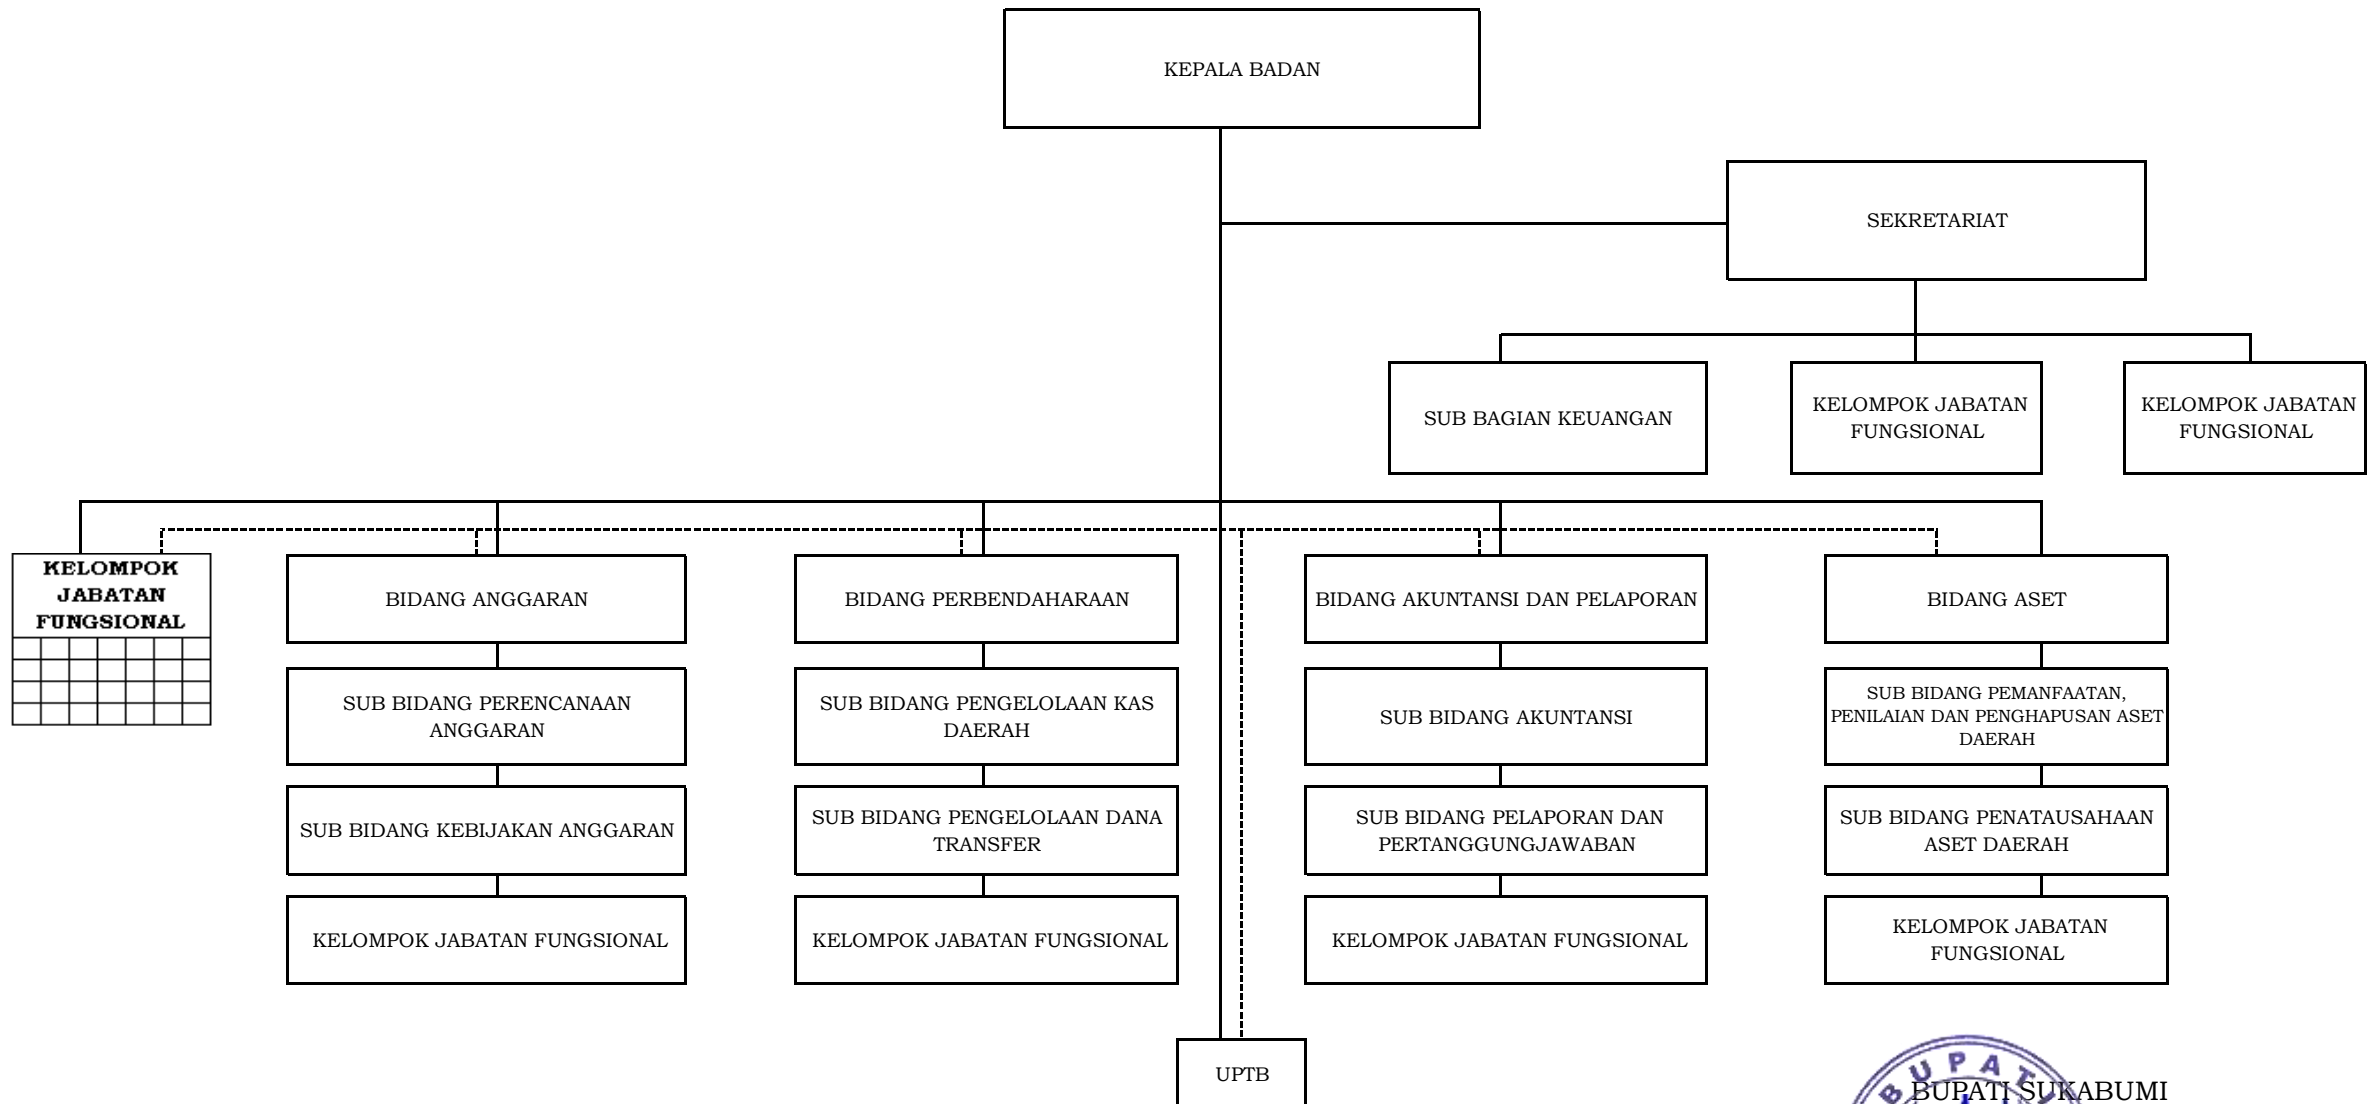 KEPALA BADAN
SEKRETARIAT
SUB BAGIAN KEUANGAN
KELOMPOK JABATAN
FUNGSIONAL
KELOMPOK JABATAN
FUNGSIONAL
KELOMPOK
JABATAN
FUNGSIONAL
BIDANG ANGGARAN
BIDANG PERBENDAHARAAN
BIDANG AKUNTANSI DAN PELAPORAN
BIDANG ASET
SUB BIDANG PERENCANAAN
ANGGARAN
SUB BIDANG PENGELOLAAN KAS
DAERAH
SUB BIDANG AKUNTANSI
SUB BIDANG PEMANFAATAN,
PENILAIAN DAN PENGHAPUSAN ASET
DAERAH
SUB BIDANG KEBIJAKAN ANGGARAN
SUB BIDANG PENGELOLAAN DANA
TRANSFER
SUB BIDANG PELAPORAN DAN
PERTANGGUNGJAWABAN
SUB BIDANG PENATAUSAHAAN
ASET DAERAH
KELOMPOK JABATAN FUNGSIONAL
KELOMPOK JABATAN FUNGSIONAL
KELOMPOK JABATAN FUNGSIONAL
KELOMPOK JABATAN
FUNGSIONAL
UPTB
BUPATI
BUPATI SUKABUMI